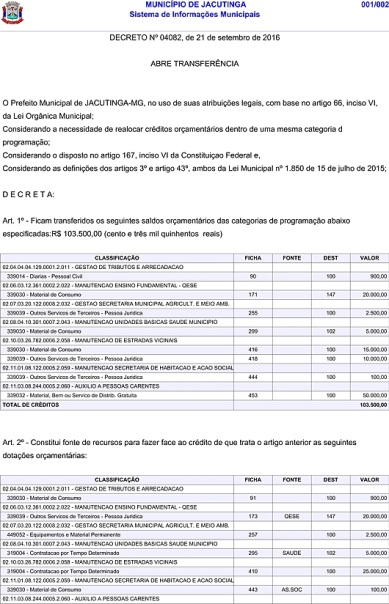 MUNICÍPIO DE JACUTINGA
001/002
Sistema de Informações Municipais
DECRETO Nº 04082, de 21 de setembro de 2016
ABRE TRANSFERÊNCIA
O Prefeito Municipal de JACUTINGA-MG, no uso de suas atribuições legais, com base no artigo 66, inciso VI,
da Lei Orgânica Municipal;
Considerando a necessidade de realocar créditos orçamentários dentro de uma mesma categoria d
programação;
Considerando o disposto no artigo 167, inciso VI da Constituiçao Federal e,
Considerando as definições dos artigos 3º e artigo 43ª, ambos da Lei Municipal nº 1.850 de 15 de julho de 2015;
D E C R E T A:
Art. 1º - Ficam transferidos os seguintes saldos orçamentários das categorias de programação abaixo
especificadas:R$ 103.500,00 (cento e três mil quinhentos reais)
CLASSIFICAÇÃO FICHA FONTE DEST VALOR
02.04.04.04.129.0001.2.011 - GESTAO DE TRIBUTOS E ARRECADACAO
339014 - Diarias - Pessoal Civil 90 100 900,00
02.06.03.12.361.0002.2.022 - MANUTENCAO ENSINO FUNDAMENTAL - QESE
339030 - Material de Consumo 171 147 20.000,00
02.07.03.20.122.0008.2.032 - GESTAO SECRETARIA MUNICIPAL AGRICULT. E MEIO AMB.
339039 - Outros Servicos de Terceiros - Pessoa Juridica 255 100 2.500,00
02.08.04.10.301.0007.2.043 - MANUTENCAO UNIDADES BASICAS SAUDE MUNICIPIO
339030 - Material de Consumo 299 102 5.000,00
02.10.03.26.782.0006.2.058 - MANUTENCAO DE ESTRADAS VICINAIS
339030 - Material de Consumo 416 100 15.000,00
339039 - Outros Servicos de Terceiros - Pessoa Juridica 418 100 10.000,00
02.11.01.08.122.0005.2.059 - MANUTENCAO SECRETARIA DE HABITACAO E ACAO SOCIAL
339039 - Outros Servicos de Terceiros - Pessoa Juridica 444 100 100,00
02.11.03.08.244.0005.2.060 - AUXILIO A PESSOAS CARENTES
339032 - Material, Bem ou Servico de Distrib. Gratuita 453 100 50.000,00
TOTAL DE CRÉDITOS 103.500,00
Art. 2º - Constitui fonte de recursos para fazer face ao crédito de que trata o artigo anterior as seguintes
dotações orçamentárias:
CLASSIFICAÇÃO FICHA FONTE DEST VALOR
02.04.04.04.129.0001.2.011 - GESTAO DE TRIBUTOS E ARRECADACAO
339030 - Material de Consumo 91 100 900,00
02.06.03.12.361.0002.2.022 - MANUTENCAO ENSINO FUNDAMENTAL - QESE
339039 - Outros Servicos de Terceiros - Pessoa Juridica 173 QESE 147 20.000,00
02.07.03.20.122.0008.2.032 - GESTAO SECRETARIA MUNICIPAL AGRICULT. E MEIO AMB.
449052 - Equipamentos e Material Permanente 257 100 2.500,00
02.08.04.10.301.0007.2.043 - MANUTENCAO UNIDADES BASICAS SAUDE MUNICIPIO
319004 - Contratacao por Tempo Determinado 295 SAUDE 102 5.000,00
02.10.03.26.782.0006.2.058 - MANUTENCAO DE ESTRADAS VICINAIS
319004 - Contratacao por Tempo Determinado 410 100 25.000,00
02.11.01.08.122.0005.2.059 - MANUTENCAO SECRETARIA DE HABITACAO E ACAO SOCIAL
339030 - Material de Consumo 443 AS.SOC 100 100,00
02.11.03.08.244.0005.2.060 - AUXILIO A PESSOAS CARENTES